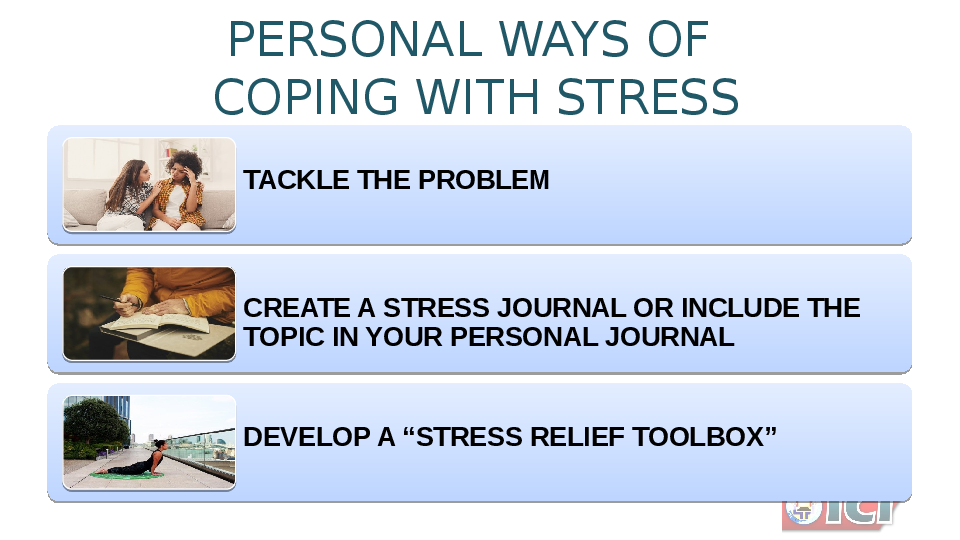 PERSONAL WAYS OF
COPING WITH STRESS
TACKLE THE PROBLEM
CREATE A STRESS JOURNAL OR INCLUDE THE
TOPIC IN YOUR PERSONAL JOURNAL
DEVELOP A “STRESS RELIEF TOOLBOX”